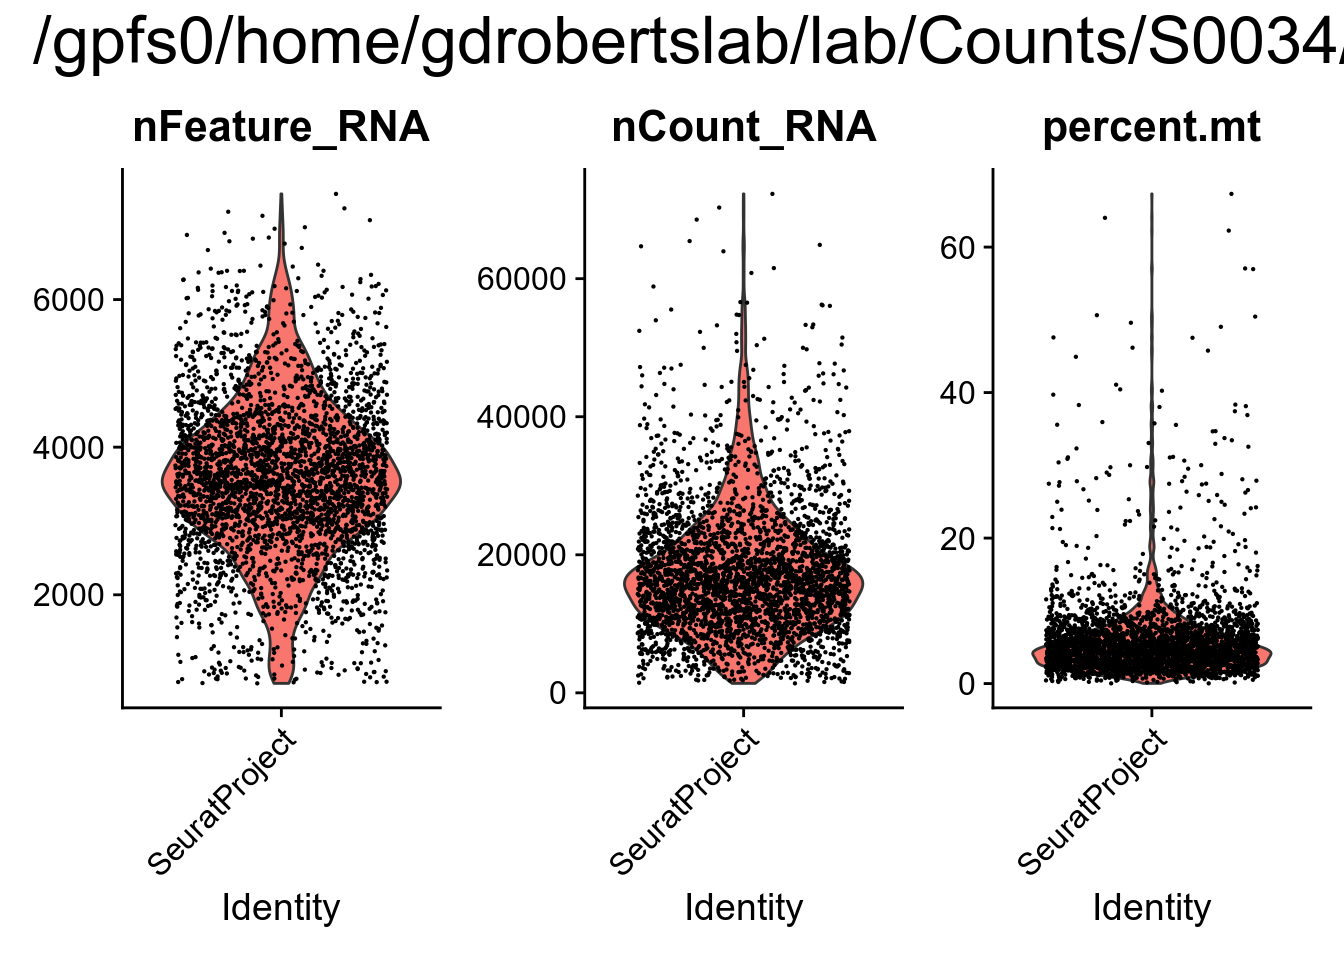 /gpfs0/home/gdrobertslab/lab/Counts/S0034/
nFeature_RNA
nCount_RNA
percent.mt
6000
4000
2000
60000
40000
20000
0
60
40
20
0
SeuratProject
SeuratProject
SeuratProject
Identity
Identity
Identity